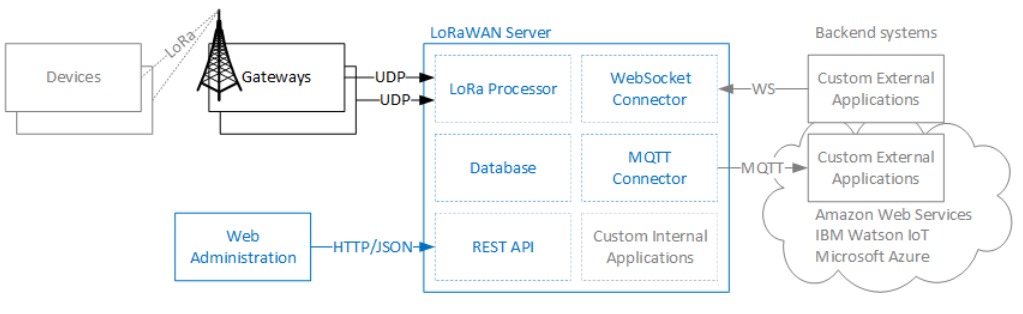 LoRaWAN Server
Backend systems
Devices
LoRa
Gateways
UDP
UDP
LoRa Processor
WebSocket
Connector
WS
Custom External
Applications
Database
MQTT
Connector
MQTT
Custom External
Applications
Amazon Web Services
IBM Watson IoT
Microsoft Azure
Web
Administration
HTTP/JSON
REST API
Custom Internal
Applications